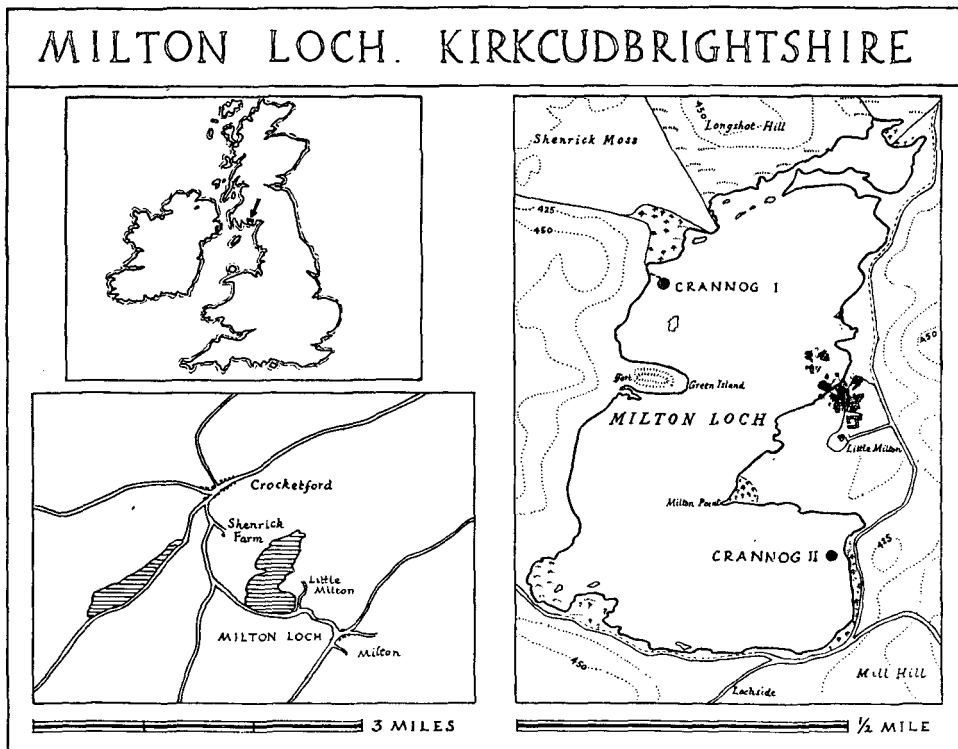 MILTON LOCH. KIRKCUDBRIGHTSHIRE
Crocketford
Shenrick
Farm
Little
Milton
MILTON LOCH
Milton
3 MILES
450
Longshot-Hill
Shenrick Moss
425
450
CRANNOG I
450
Fort
Green Island
MILTON LOCH
Little Milton
Milton Point
CRANNOG II
425
450
Mill Hill
Lochside
½ MILE